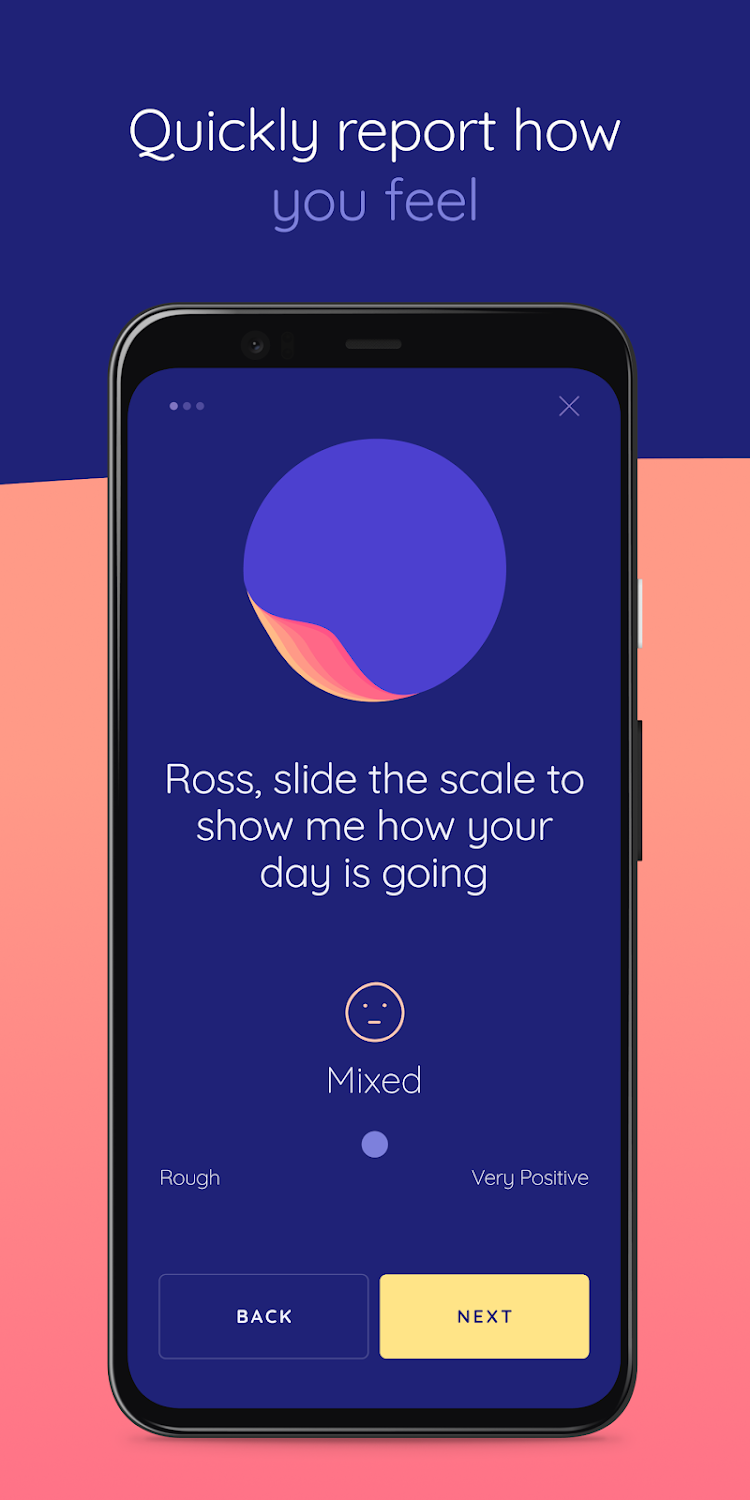 Quickly report how
you feel
Ross, slide the scale to
show me how your
day is going
Mixed
Rough
Very Positive
BACK
NEXT